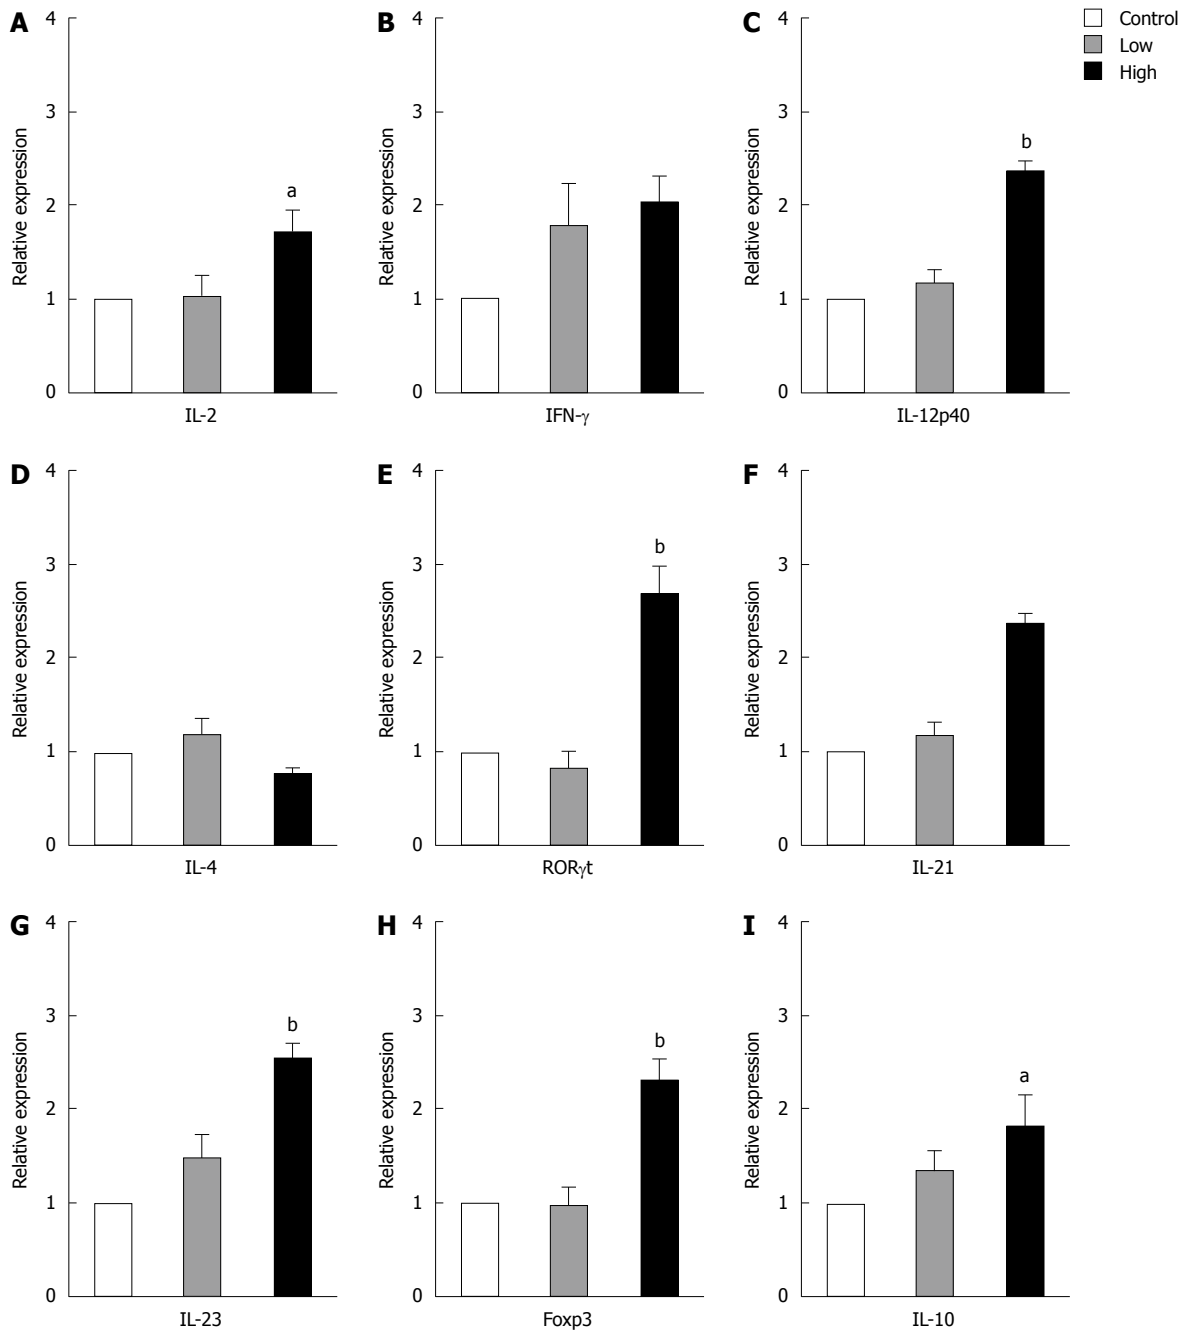 Control
Low
High
A
4
3
2
1
0
Relative expression
a
IL-2
B
4
3
2
1
0
Relative expression
IFN-γ
C
4
3
2
1
0
Relative expression
b
IL-12p40
D
4
3
2
1
0
Relative expression
IL-4
E
4
3
2
1
0
Relative expression
b
RORγt
F
4
3
2
1
0
Relative expression
IL-21
G
4
3
2
1
0
Relative expression
b
IL-23
H
4
3
2
1
0
Relative expression
b
Foxp3
I
4
3
2
1
0
Relative expression
a
IL-10